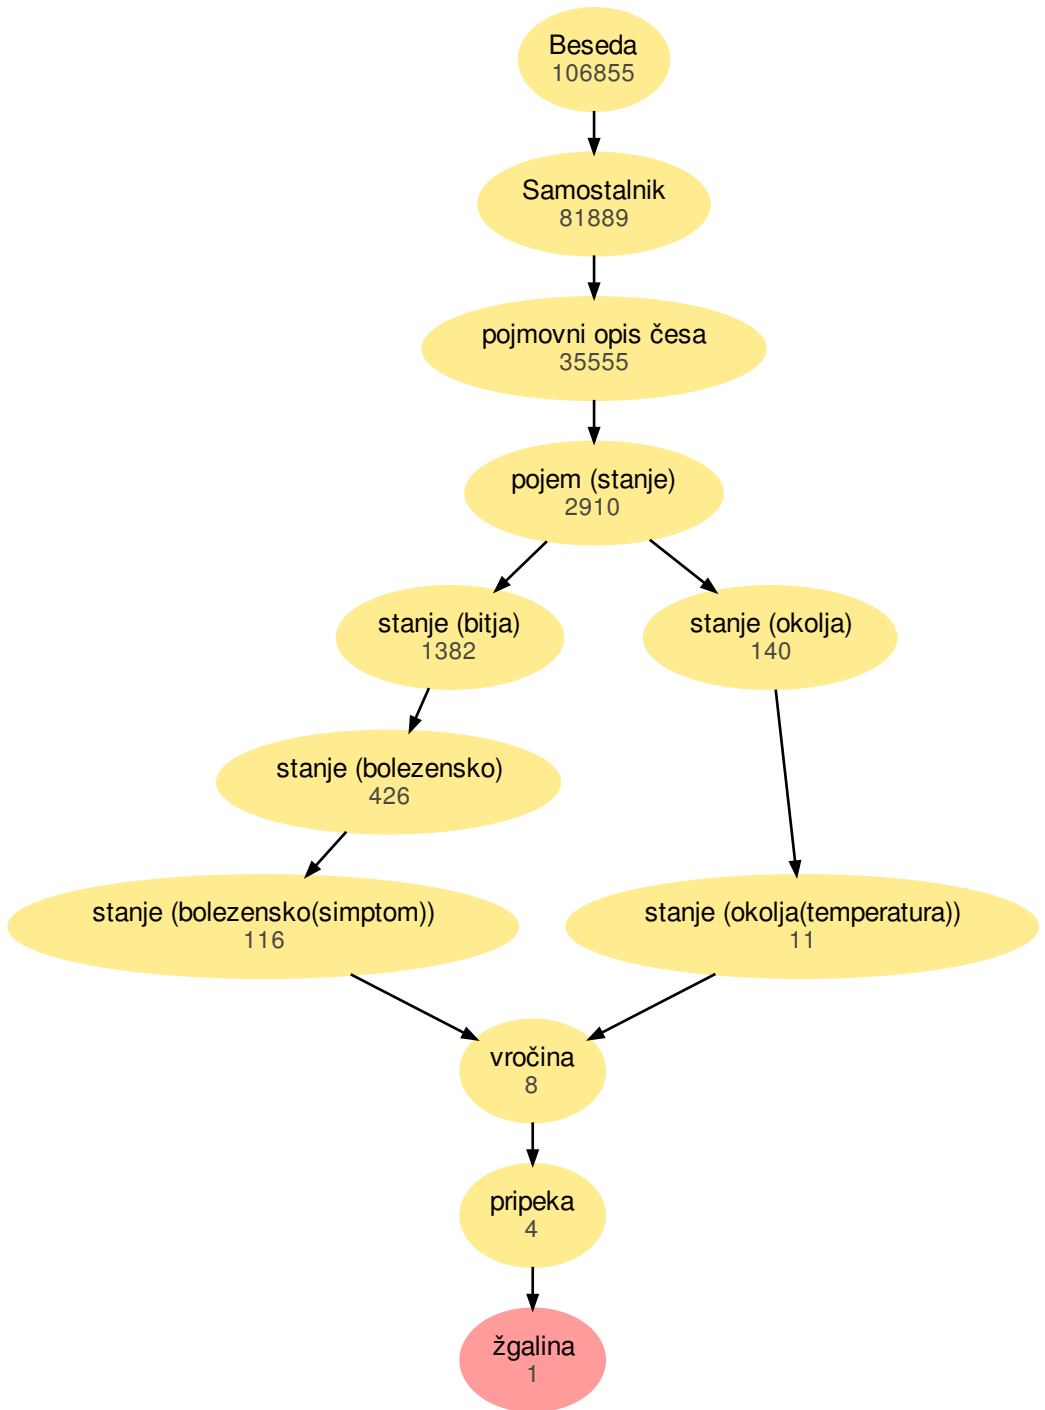 Beseda
106855
Samostalnik
81889
pojmovni opis česa
35555
pojem (stanje)
2910
stanje (bitja)
1382
stanje (okolja)
140
stanje (bolezensko)
426
stanje (bolezensko(simptom))
116
stanje (okolja(temperatura))
11
vročina
8
pripeka
4
žgalina
1